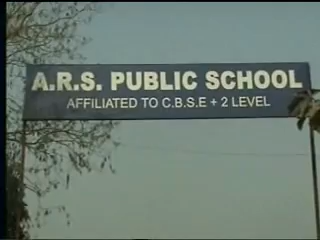 A.R.S. PUBLIC SCHOOL
AFFILIATED TO C.B.S.E + 2 LEVEL